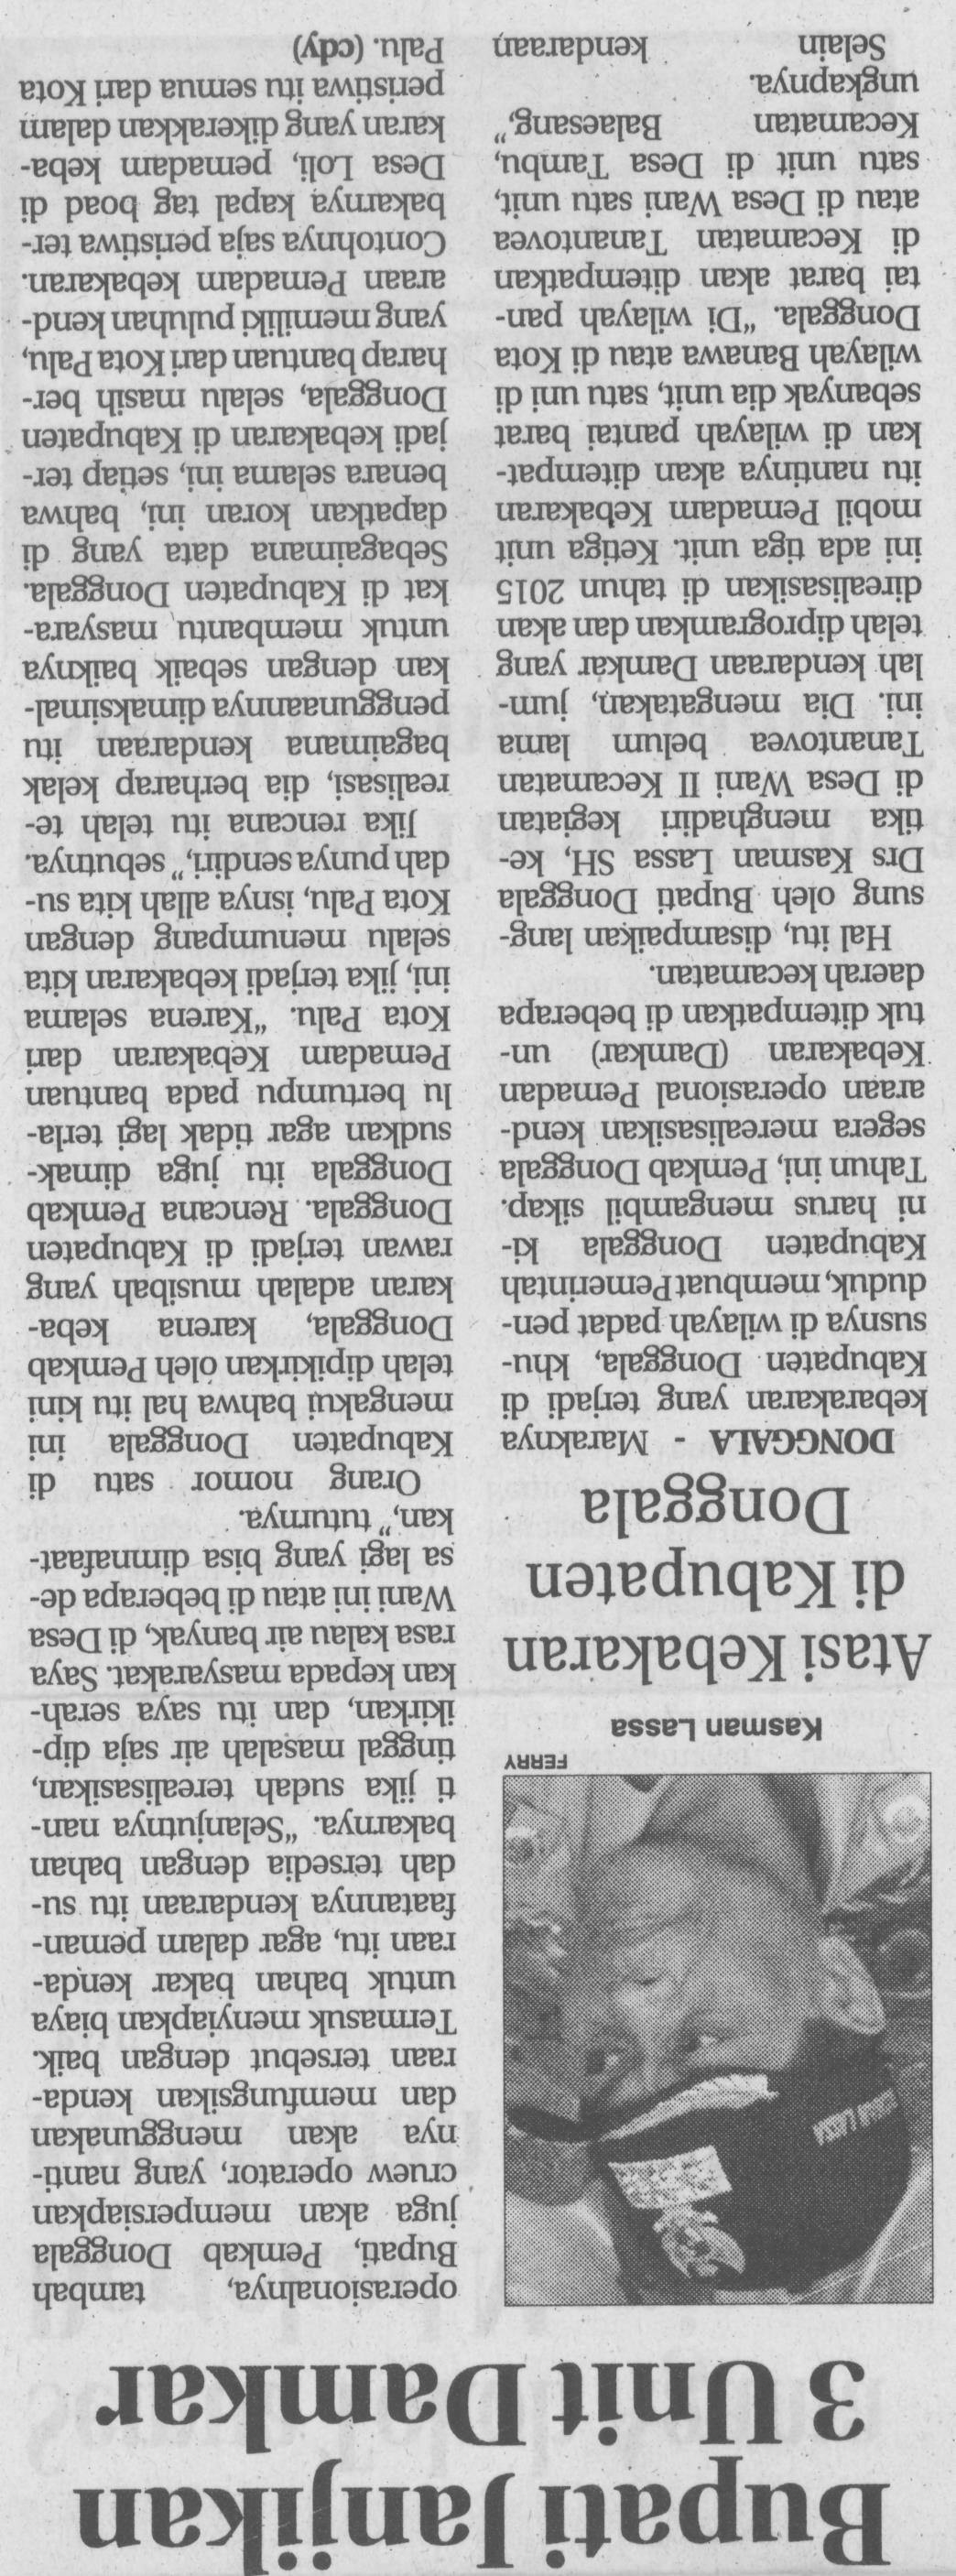 Bupati Janjikan
3 Unit Damkar
FERRY
Kasman Lassa
Atasi Kebakaran
di Kabupaten
Donggala
DONGGALA - Maraknya
kebarakaran yang terjadi di
Kabupaten Donggala, khu-
susnya di wilayah padat pen-
duduk, membuat Pemerintah
Kabupaten Donggala ki-
ni harus mengambil sikap.
Tahun ini, Pemkab Donggala
segera merealisasikan kend-
araan operasional Pemadan
Kebakaran (Damkar) un-
tuk ditempatkan di beberapa
daerah kecamatan.
Hal itu, disampaikan lang-
sung oleh Bupati Donggala
Drs Kasman Lassa SH, ke-
tika menghadiri kegiatan
di Desa Wani II Kecamatan
Tanantovea belum lama
ini. Dia mengatakan, jum-
lah kendaraan Damkar yang
telah diprogramkan dan akan
direalisasikan di tahun 2015
ini ada tiga unit. Ketiga unit
mobil Pemadam Kebakaran
itu nantinya akan ditempat-
kan di wilayah pantai barat
sebanyak dia unit, satu uni di
wilayah Banawa atau di Kota
Donggala. "Di wilayah pan-
tai barat akan ditempatkan
di Kecamatan Tanantovea
atau di Desa Wani satu unit,
satu unit di Desa Tambu,
Kecamatan Balaesang,"
ungkapnya.
Selain kendaraan
operasionalnya, tambah
Bupati, Pemkab Donggala
juga akan mempersiapkan
cruew operator, yang nanti-
nya akan menggunakan
dan memfungsikan kenda-
raan tersebut dengan baik.
Termasuk menyiapkan biaya
untuk bahan bakar kenda-
raan itu, agar dalam peman-
faatannya kendaraan itu su-
dah tersedia dengan bahan
bakarnya. "Selanjutnya nan-
ti jika sudah terealisasikan,
tinggal masalah air saja dip-
ikirkan, dan itu saya serah-
kan kepada masyarakat. Saya
rasa kalau air banyak, di Desa
Wani ini atau di beberapa de-
sa lagi yang bisa dimnafaat-
kan," tuturnya.
Orang nomor satu di
Kabupaten Donggala ini
mengakui bahwa hal itu kini
telah dipikirkan oleh Pemkab
Donggala, karena keba-
karan adalah musibah yang
rawan terjadi di Kabupaten
Donggala. Rencana Pemkab
Donggala itu juga dimak-
sudkan agar tidak lagi terla-
lu bertumpu pada bantuan
Pemadam Kebakaran dari
Kota Palu. "Karena selama
ini, jika terjadi kebakaran kita
selalu menumpang dengan
Kota Palu, isnya allah kita su-
dah punya sendiri," sebutnya.
Jika rencana itu telah te-
realisasi, dia berharap kelak
bagaimana kendaraan itu
penggunaannya dimaksimal-
kan dengan sebaik baiknya
untuk membantu masyara-
kat di Kabupaten Donggala.
Sebagaimana data yang di
dapatkan koran ini, bahwa
benara selama ini, setiap ter-
jadi kebakaran di Kabupaten
Donggala, selalu masih ber-
harap bantuan dari Kota Palu,
yang memiliki puluhan kend-
araan Pemadam kebakaran.
Contohnya saja peristiwa ter-
bakarnya kapal tag boad di
Desa Loli, pemadam keba-
karan yang dikerakkan dalam
peristiwa itu semua dari Kota
Palu. (cdy)